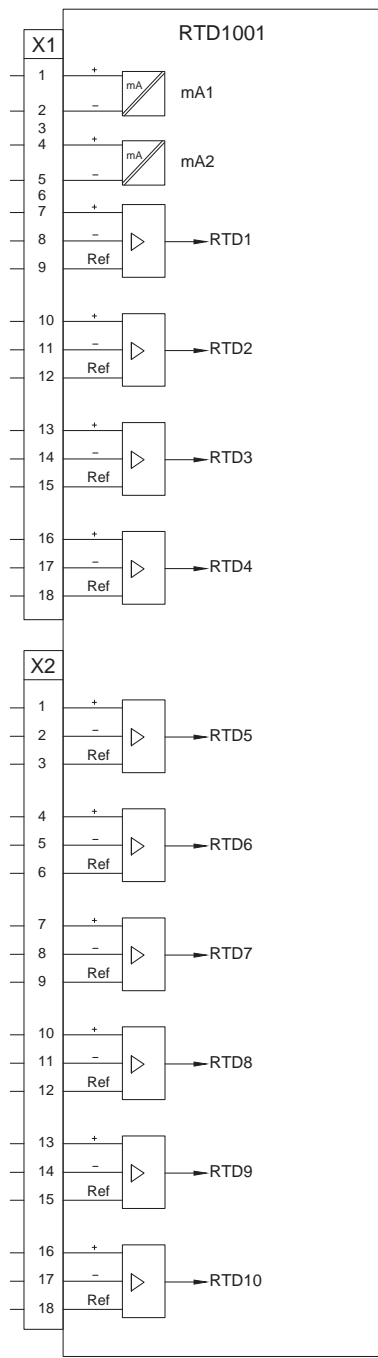 RTD1001
X1
1 + mA mA1
2 −
3
4 + mA mA2
5 −
6
7 +
8 − RTD1
9 Ref
10 +
11 − RTD2
12 Ref
13 +
14 − RTD3
15 Ref
16 +
17 − RTD4
18 Ref
X2
1 +
2 − RTD5
3 Ref
4 +
5 − RTD6
6 Ref
7 +
8 − RTD7
9 Ref
10 +
11 − RTD8
12 Ref
13 +
14 − RTD9
15 Ref
16 +
17 − RTD10
18 Ref